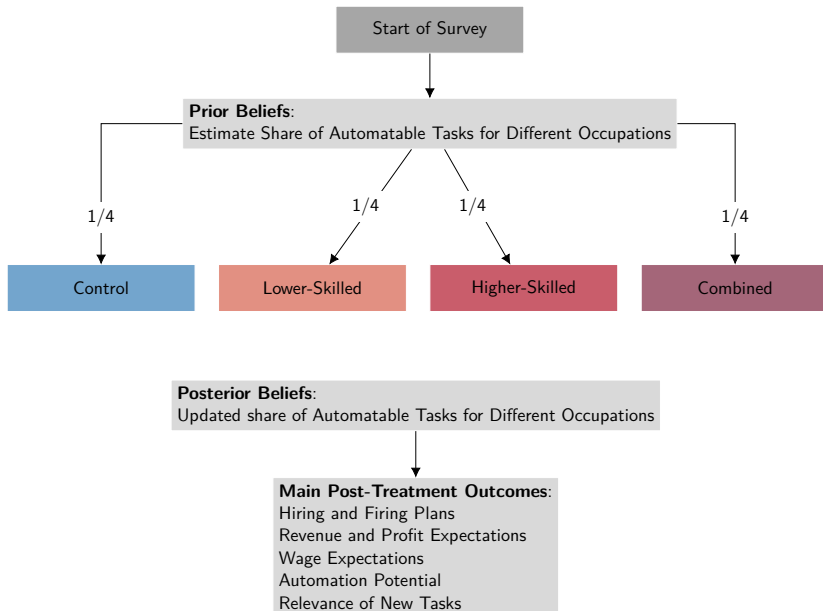 Start of Survey
Prior Beliefs:
Estimate Share of Automatable Tasks for Different Occupations
1/4
1/4
1/4
1/4
Control
Lower-Skilled
Higher-Skilled
Combined
Posterior Beliefs:
Updated share of Automatable Tasks for Different Occupations
Main Post-Treatment Outcomes:
Hiring and Firing Plans
Revenue and Profit Expectations
Wage Expectations
Automation Potential
Relevance of New Tasks